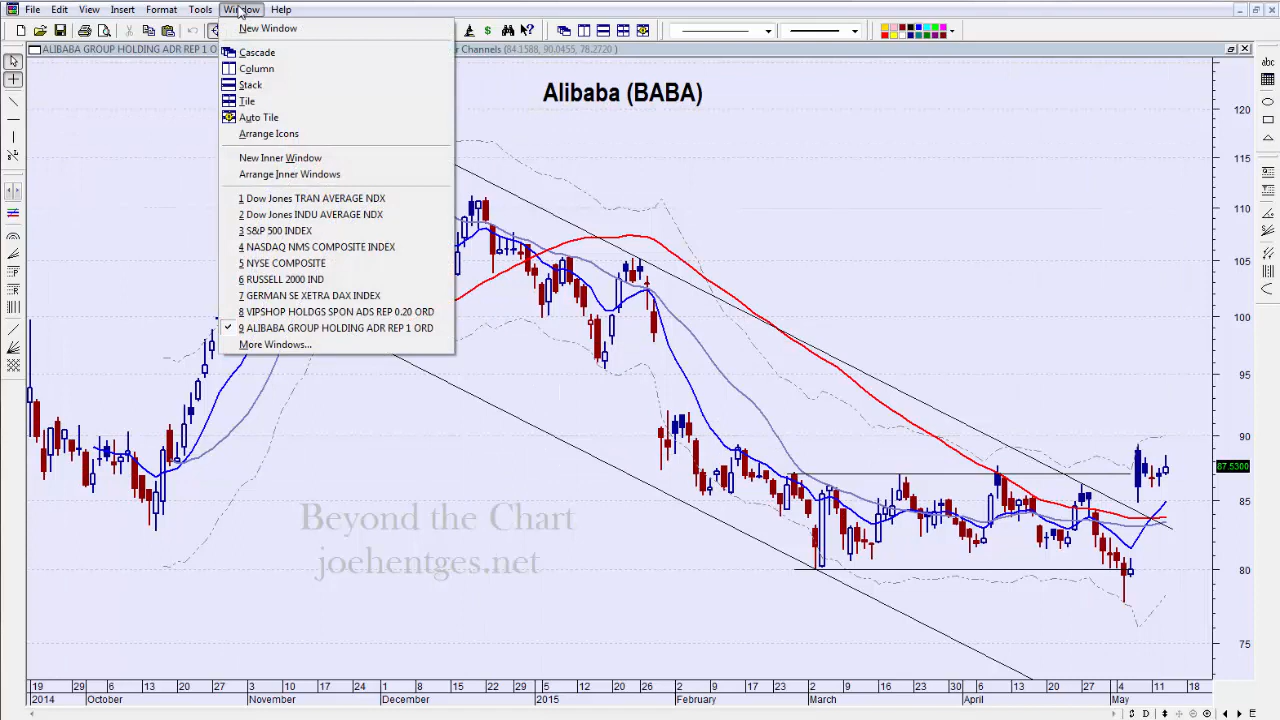 File Edit View Insert Format Tools Window Help
ALIBABA GROUP HOLDING ADR REP 1 O
r Channels (84.1588, 90.0455, 78.2720 )
New Window
Cascade
Column
Stack
Tile
Auto Tile
Arrange Icons
New Inner Window
Arrange Inner Windows
1 Dow Jones TRAN AVERAGE NDX
2 Dow Jones INDU AVERAGE NDX
3 S&P 500 INDEX
4 NASDAQ NMS COMPOSITE INDEX
5 NYSE COMPOSITE
6 RUSSELL 2000 IND
7 GERMAN SE XETRA DAX INDEX
8 VIPSHOP HOLDGS SPON ADS REP 0.20 ORD
9 ALIBABA GROUP HOLDING ADR REP 1 ORD
More Windows...
Alibaba (BABA)
abc
120
115
110
105
100
95
90
87.5300
85
80
75
Beyond the Chart
joehentges.net
19 29 6 13 20 27 3 10 17 24 1 8 15 22 29 5 12 20 26 2 9 17 23 2 9 16 23 30 6 13 20 27 4 11 18
2014 October November December 2015 February March April May
D E